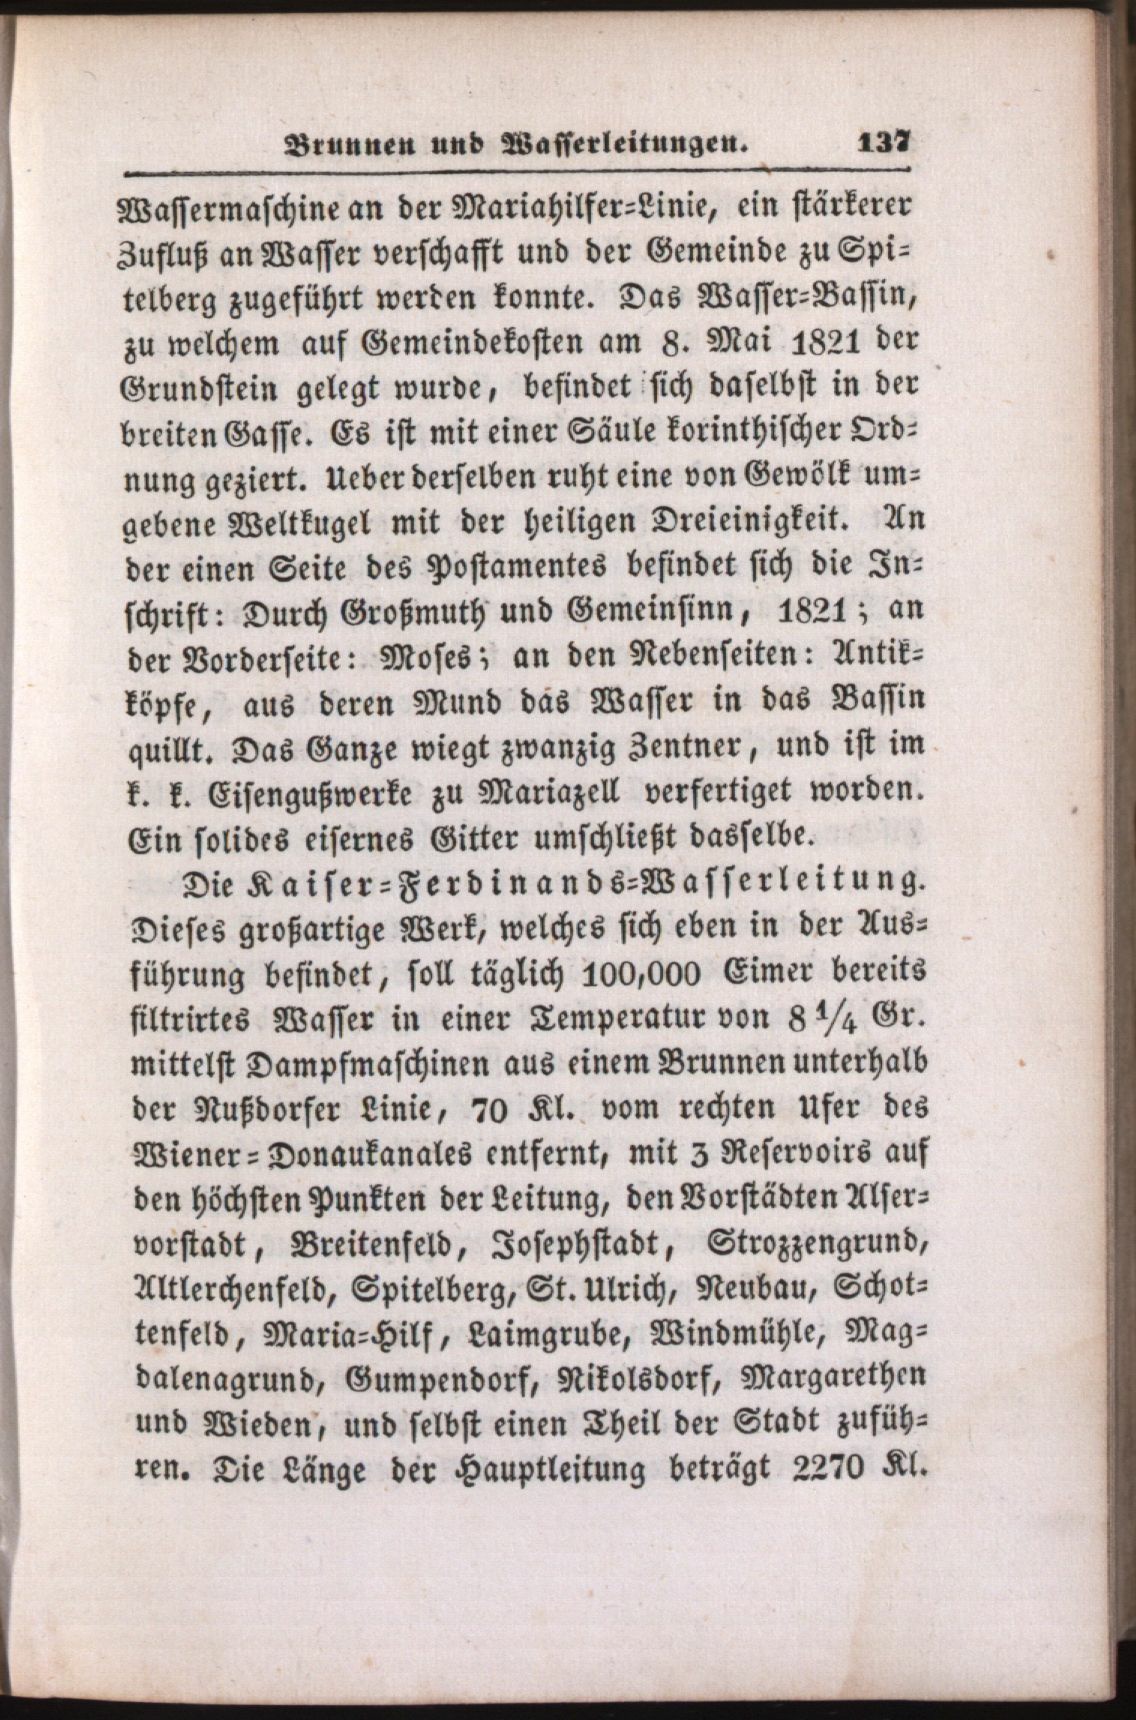 Brunnen und Wasserleitungen. 137
Wassermaschine an der Mariahilfer-Linie, ein stärkerer
Zufluß an Wasser verschafft und der Gemeinde zu Spi-
telberg zugeführt werden konnte. Das Wasser-Bassin,
zu welchem auf Gemeindekosten am 8. Mai 1821 der
Grundstein gelegt wurde, befindet sich daselbst in der
breiten Gasse. Es ist mit einer Säule korinthischer Ord-
nung geziert. Ueber derselben ruht eine von Gewölk um-
gebene Weltkugel mit der heiligen Dreieinigkeit. An
der einen Seite des Postamentes befindet sich die In-
schrift: Durch Großmuth und Gemeinsinn, 1821; an
der Vorderseite: Moses; an den Nebenseiten: Antik-
köpfe, aus deren Mund das Wasser in das Bassin
quillt. Das Ganze wiegt zwanzig Zentner, und ist im
k. k. Eisengußwerke zu Mariazell verfertiget worden.
Ein solides eisernes Gitter umschließt dasselbe.
Die Kaiser-Ferdinands-Wasserleitung.
Dieses großartige Werk, welches sich eben in der Aus-
führung befindet, soll täglich 100,000 Eimer bereits
filtrirtes Wasser in einer Temperatur von 8 1/4 Gr.
mittelst Dampfmaschinen aus einem Brunnen unterhalb
der Nußdorfer Linie, 70 Kl. vom rechten Ufer des
Wiener-Donaukanales entfernt, mit 3 Reservoirs auf
den höchsten Punkten der Leitung, den Vorstädten Alser-
vorstadt, Breitenfeld, Josephstadt, Strozzengrund,
Altlerchenfeld, Spitelberg, St. Ulrich, Neubau, Schot-
tenfeld, Maria-Hilf, Laimgrube, Windmühle, Mag-
dalenagrund, Gumpendorf, Nikolsdorf, Margarethen
und Wieden, und selbst einen Theil der Stadt zufüh-
ren. Die Länge der Hauptleitung beträgt 2270 Kl.